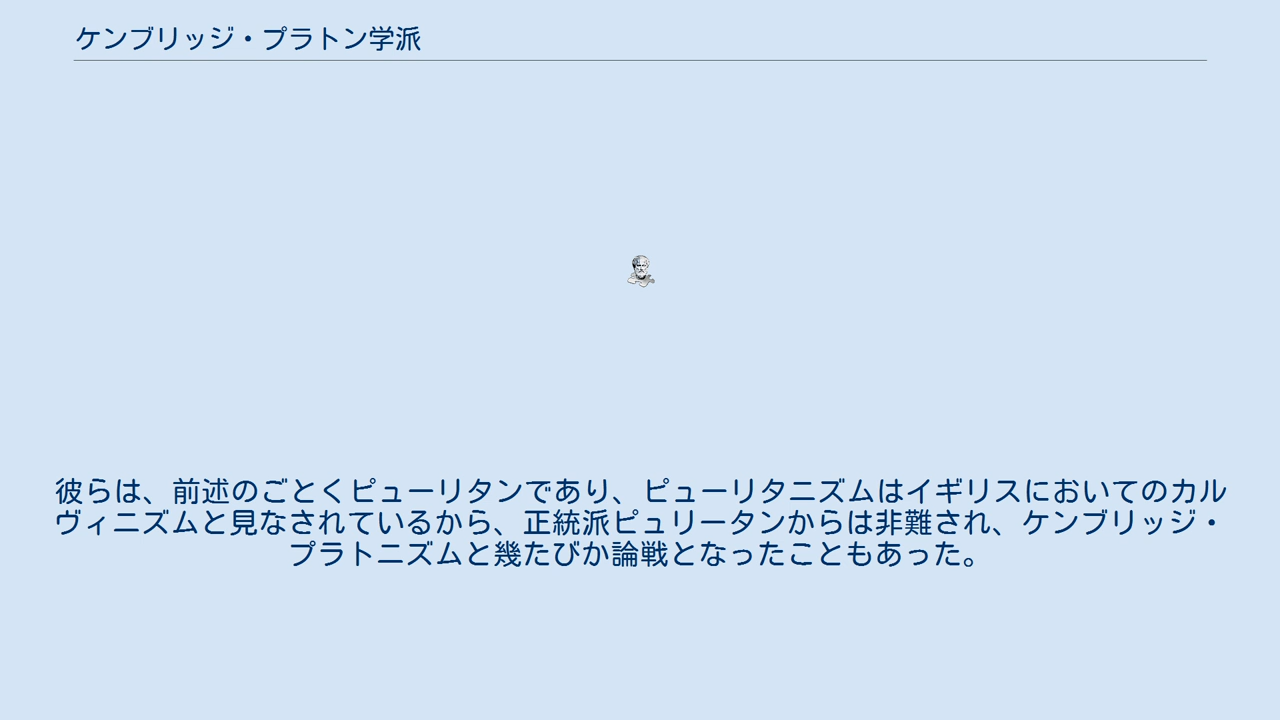 ケンブリッジ・プラトン学派
彼らは、前述のごとくピューリタンであり、ピューリタニズムはイギリスにおいてのカル
ヴィニズムと見なされているから、正統派ピュリータンからは非難され、ケンブリッジ・
プラトニズムと幾たびか論戦となったこともあった。